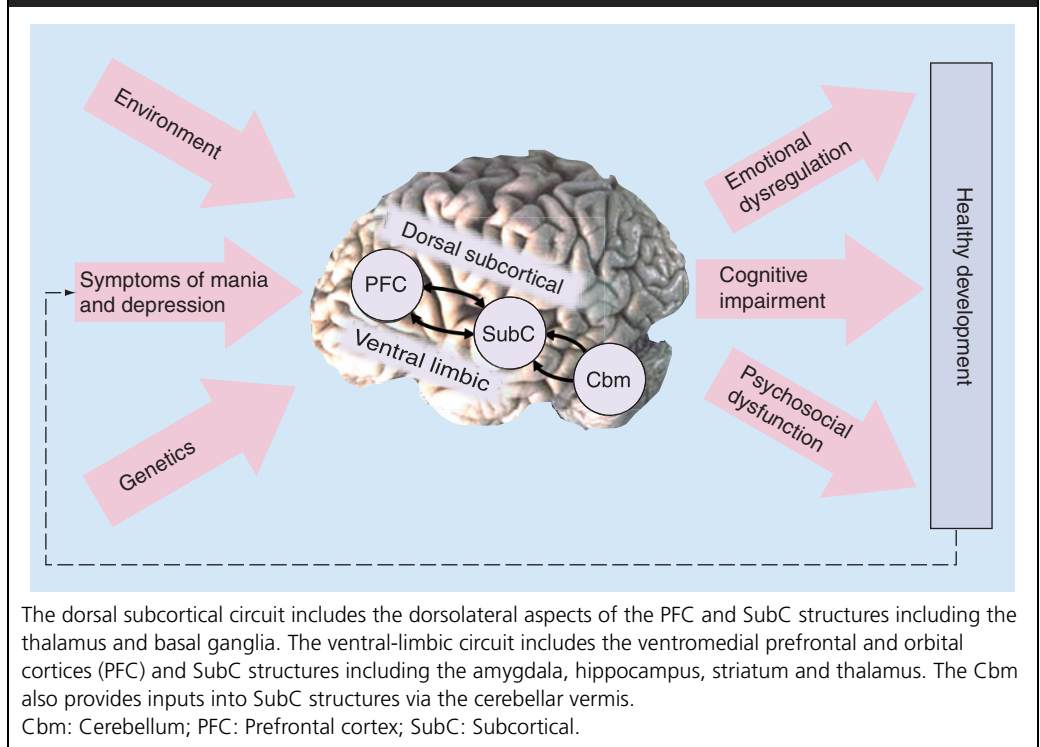 Environment
Symptoms of mania
and depression
Genetics
Dorsal subcortical
PFC
SubC
Cbm
Ventral limbic
Emotional
dysregulation
Cognitive
impairment
Psychosocial
dysfunction
Healthy development
The dorsal subcortical circuit includes the dorsolateral aspects of the PFC and SubC structures including the
thalamus and basal ganglia. The ventral-limbic circuit includes the ventromedial prefrontal and orbital
cortices (PFC) and SubC structures including the amygdala, hippocampus, striatum and thalamus. The Cbm
also provides inputs into SubC structures via the cerebellar vermis.
Cbm: Cerebellum; PFC: Prefrontal cortex; SubC: Subcortical.